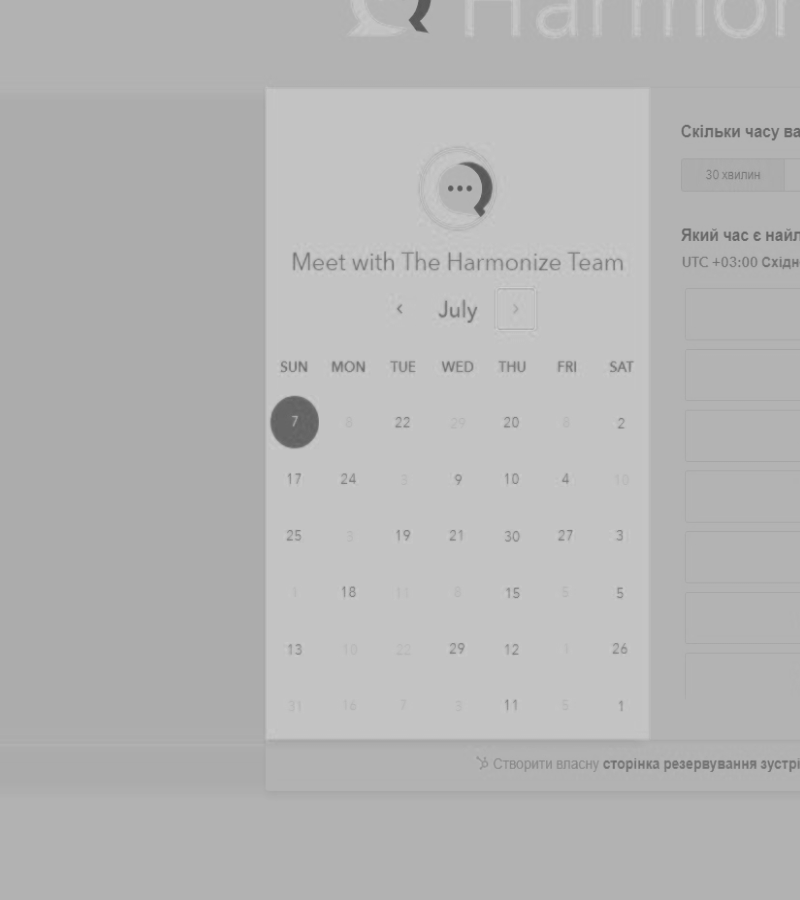 Harmon
Meet with The Harmonize Team
‹ July ›
SUN MON TUE WED THU FRI SAT
7 8 22 29 20 8 2
17 24 3 9 10 4 10
25 3 19 21 30 27 3
1 18 11 8 15 5 5
13 10 22 29 12 1 26
31 16 7 3 11 5 1
Скільки часу ва
30 хвилин
Який час є найл
UTC +03:00 Східн
Створити власну сторінка резервування зустрі